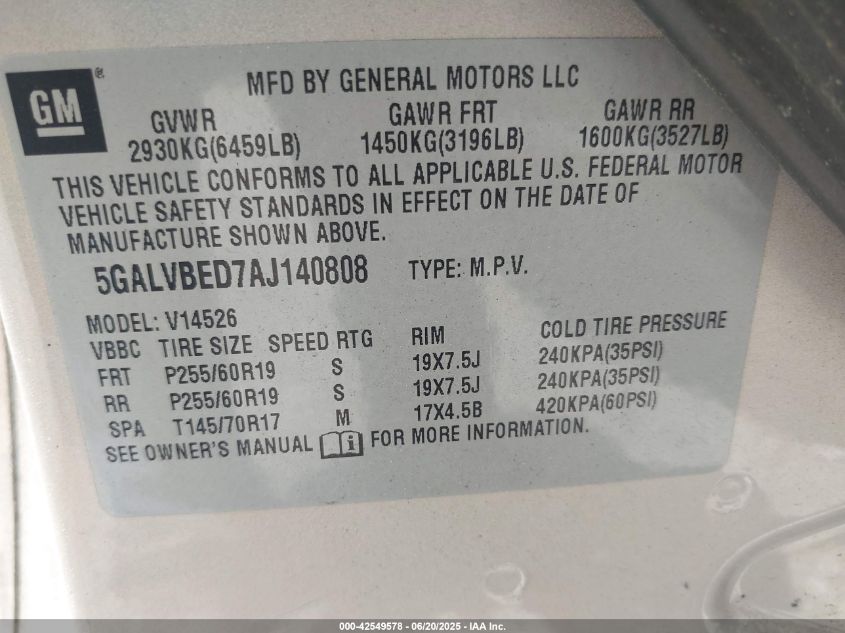 GM®
MFD BY GENERAL MOTORS LLC
GVWR GAWR FRT GAWR RR
2930KG(6459LB) 1450KG(3196LB) 1600KG(3527LB)
THIS VEHICLE CONFORMS TO ALL APPLICABLE U.S. FEDERAL MOTOR
VEHICLE SAFETY STANDARDS IN EFFECT ON THE DATE OF
MANUFACTURE SHOWN ABOVE.
5GALVBED7AJ140808 TYPE: M.P.V.
MODEL: V14526
VBBC TIRE SIZE SPEED RTG RIM COLD TIRE PRESSURE
FRT P255/60R19 S 19X7.5J 240KPA(35PSI)
RR P255/60R19 S 19X7.5J 240KPA(35PSI)
SPA T145/70R17 M 17X4.5B 420KPA(60PSI)
SEE OWNER'S MANUAL i FOR MORE INFORMATION.
000-42549578 — 06/20/2025 — IAA Inc.